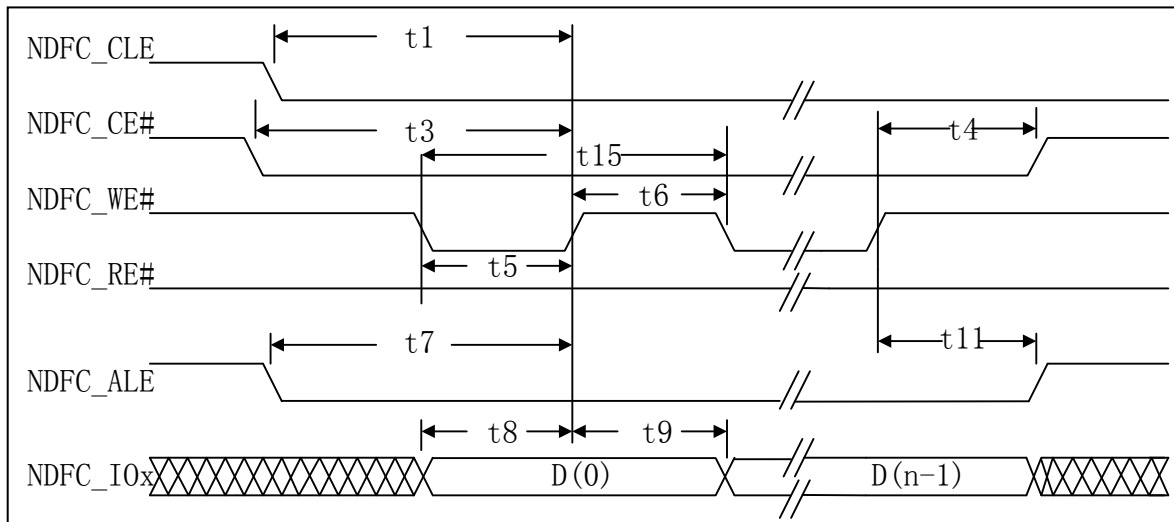 NDFC_CLE
t1
NDFC_CE#
t3
t4
t15
NDFC_WE#
t6
NDFC_RE#
t5
t7
t11
NDFC_ALE
t8
t9
NDFC_IOx
D(0)
D(n-1)